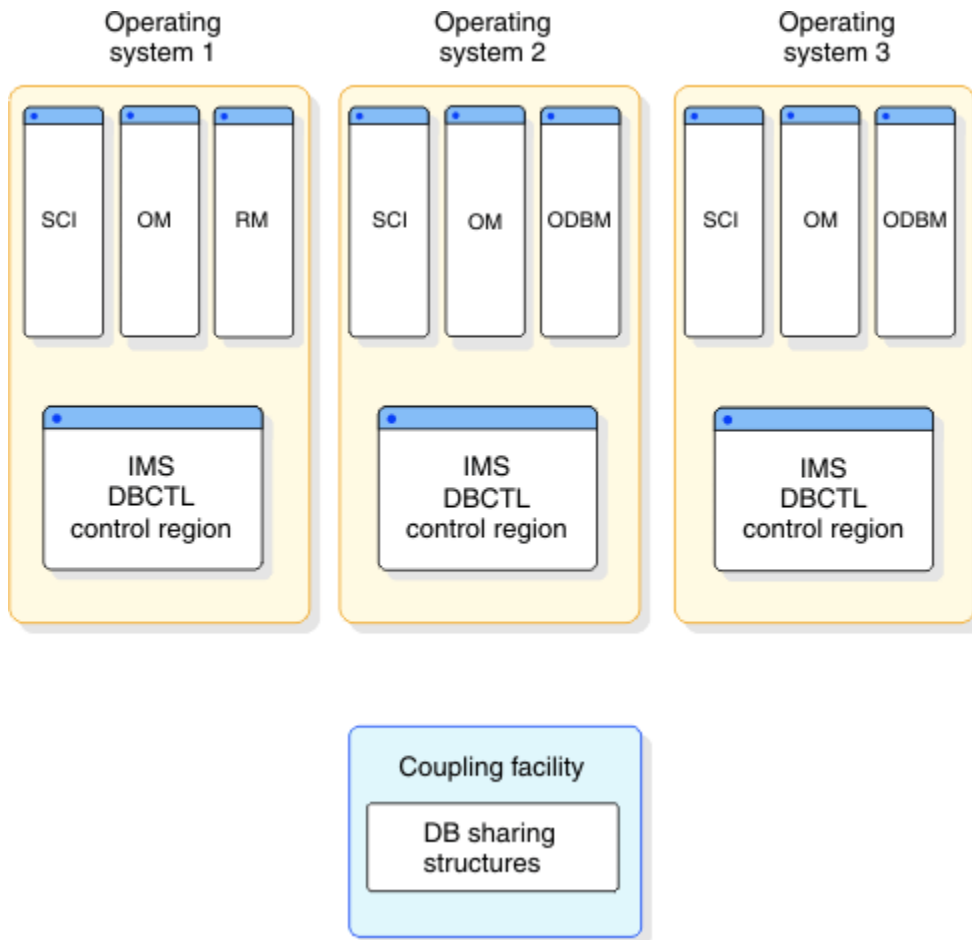 Operating
system 1
Operating
system 2
Operating
system 3
SCI
OM
RM
SCI
OM
ODBM
SCI
OM
ODBM
IMS
DBCTL
control region
IMS
DBCTL
control region
IMS
DBCTL
control region
Coupling facility
DB sharing
structures